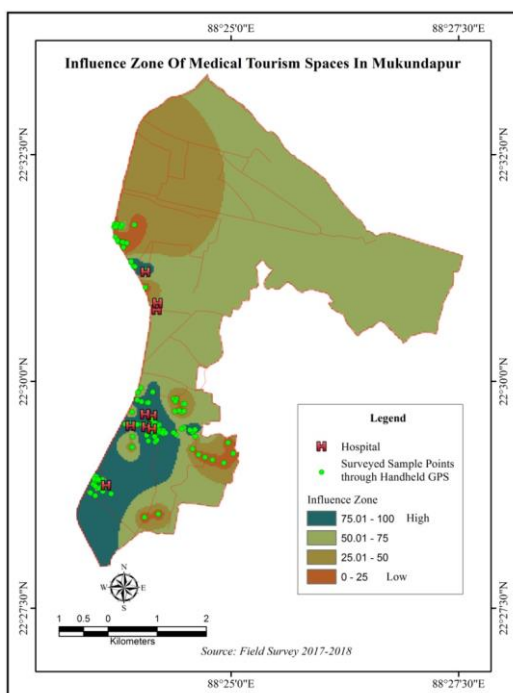 88°25'0"E
88°27'30"E
Influence Zone Of Medical Tourism Spaces In Mukundapur
22°32'30"N
22°32'30"N
H
H
H
22°30'0"N
22°30'0"N
H
H
H
H
H
H
Legend
H Hospital
Surveyed Sample Points
through Handheld GPS
Influence Zone
75.01 - 100 High
50.01 - 75
25.01 - 50
0 - 25 Low
N
W
E
S
22°27'30"N
22°27'30"N
1 0.5 0 1 2
Kilometers
Source: Field Survey 2017-2018
88°25'0"E
88°27'30"E